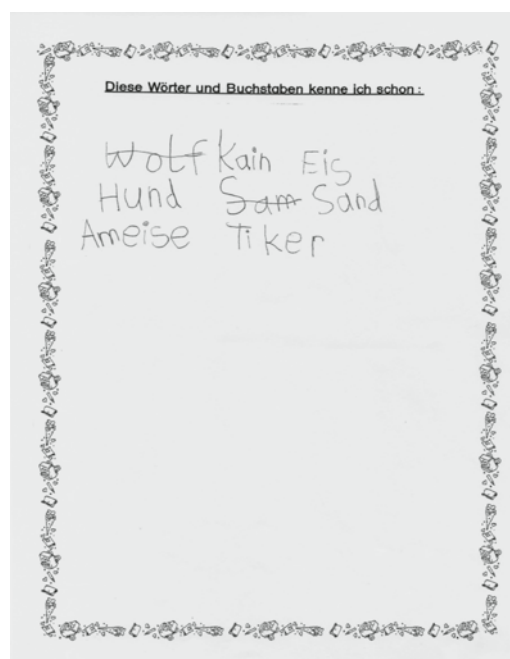 Diese Wörter und Buchstaben kenne ich schon:
Wolf Kain Eis
Hund Sam Sand
Ameise Tiker